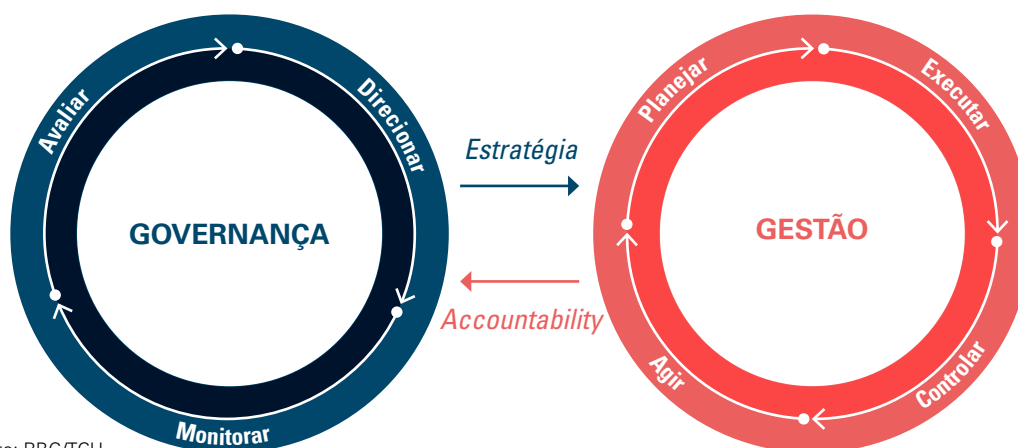 Avaliar
Direcionar
GOVERNANÇA
Monitorar
Estratégia
Accountability
Planejar
Executar
GESTÃO
Agir
Controlar